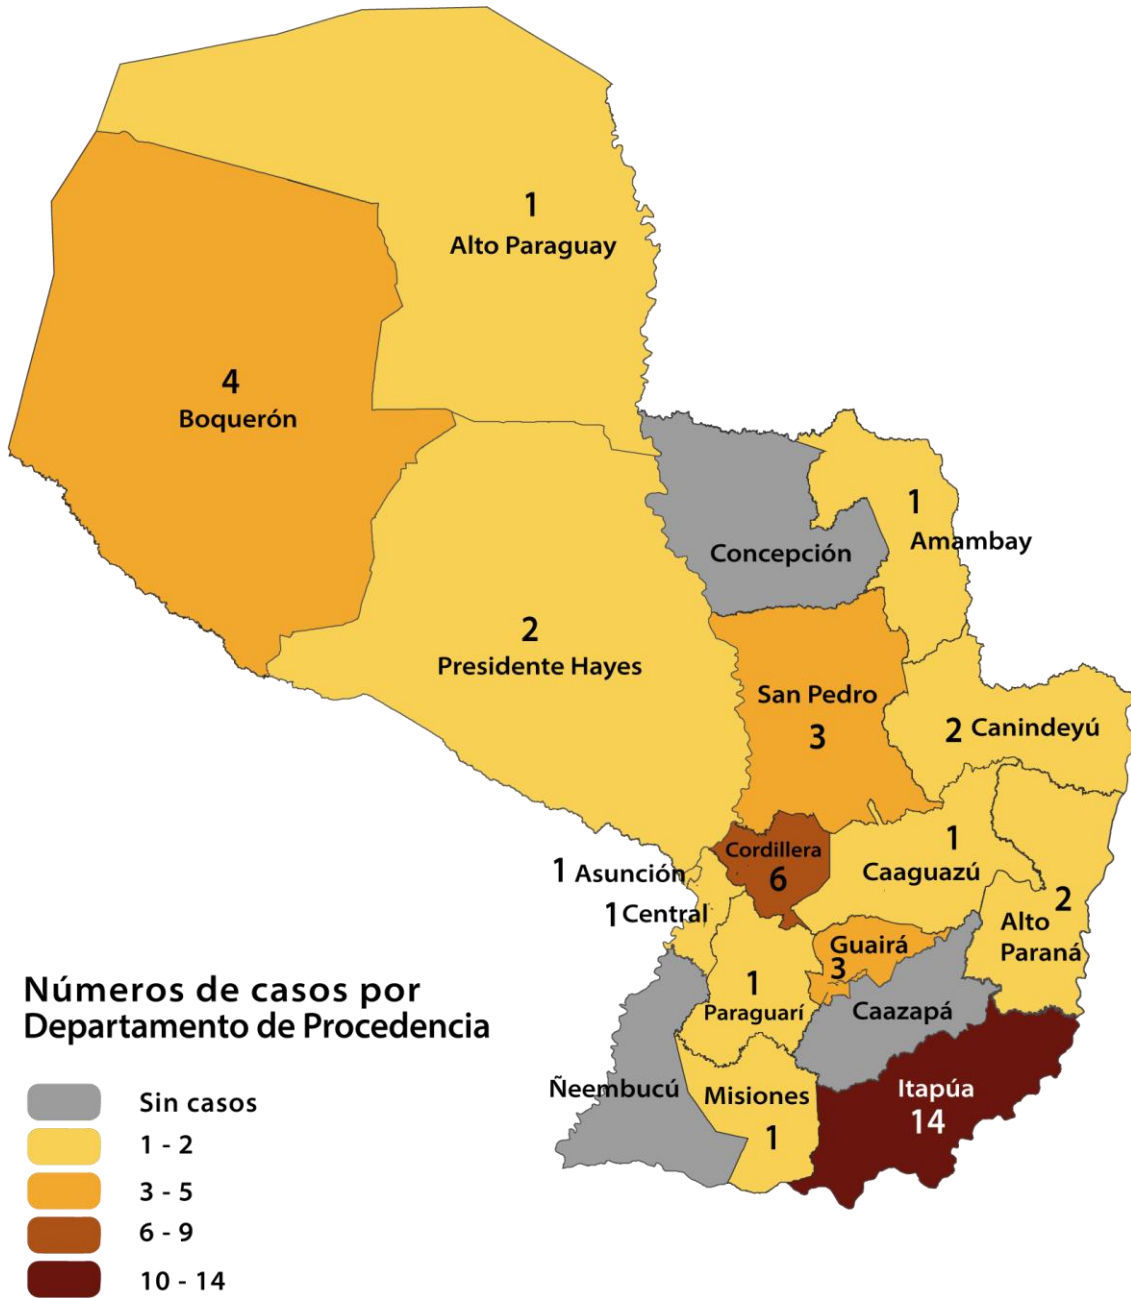 1
Alto Paraguay
4
Boquerón
1
Amambay
Concepción
2
Presidente Hayes
San Pedro
3
2 Canindeyú
1
Caaguazú
Cordillera
6
1 Asunción
1 Central
2
Alto
Paraná
Guairá
3
1
Paraguarí
Caazapá
Ñeembucú
Misiones
1
Itapúa
14
Números de casos por
Departamento de Procedencia
Sin casos
1 - 2
3 - 5
6 - 9
10 - 14